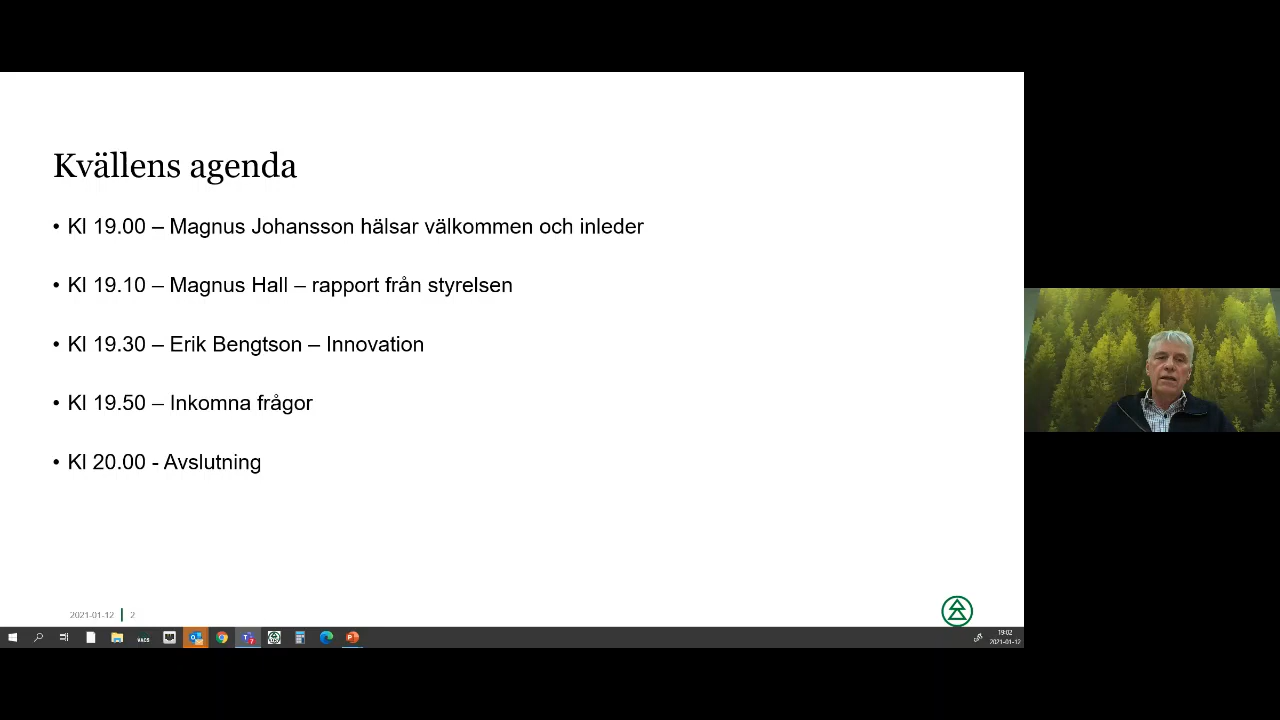 Kvällens agenda
• Kl 19.00 – Magnus Johansson hälsar välkommen och inleder
• Kl 19.10 – Magnus Hall – rapport från styrelsen
• Kl 19.30 – Erik Bengtson – Innovation
• Kl 19.50 – Inkomna frågor
• Kl 20.00 - Avslutning
2021-01-12 2
19:02
2021-01-12